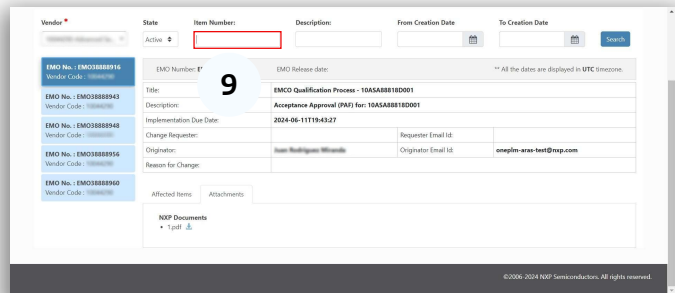 Vendor * State Item Number: Description: From Creation Date To Creation Date
Active Search
EMO No. : EMO38888916
Vendor Code :
EMO No. : EMO38888943
Vendor Code :
EMO No. : EMO38888948
Vendor Code :
EMO No. : EMO38888956
Vendor Code :
EMO No. : EMO38888960
Vendor Code :
EMO Number: EMO Release date: ** All the dates are displayed in UTC timezone.
9
Title: EMCO Qualification Process - 10ASA88818D001
Description: Acceptance Approval (PAF) for: 10ASA88818D001
Implementation Due Date: 2024-06-11T19:43:27
Change Requester: Requester Email Id:
Originator: Juan Rodriguez Miranda Originator Email Id: oneplm-aras-test@nxp.com
Reason for Change:
Affected Items Attachments
NXP Documents
• 1.pdf
©2006-2024 NXP Semiconductors. All rights reserved.